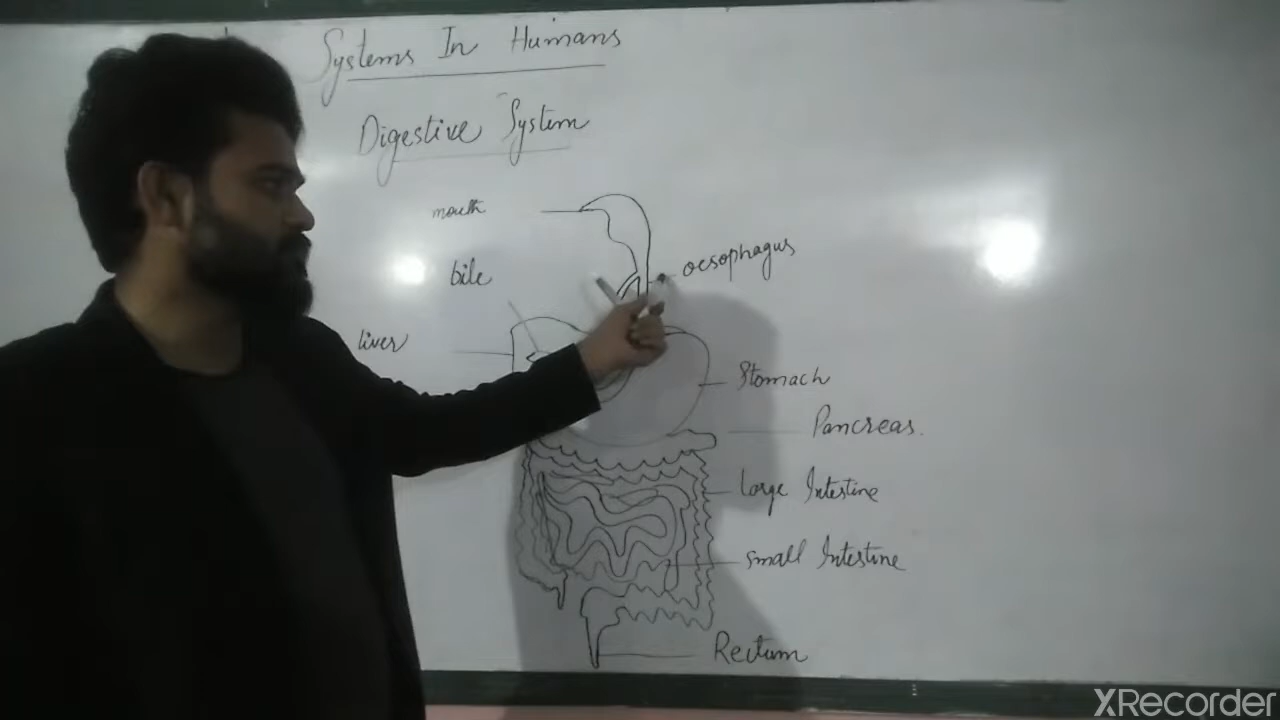 Systems In Humans
Digestive System
mouth
oesophagus
bile
liver
Stomach
Pancreas.
large Intestine
small Intestine
Rectum
XRecorder